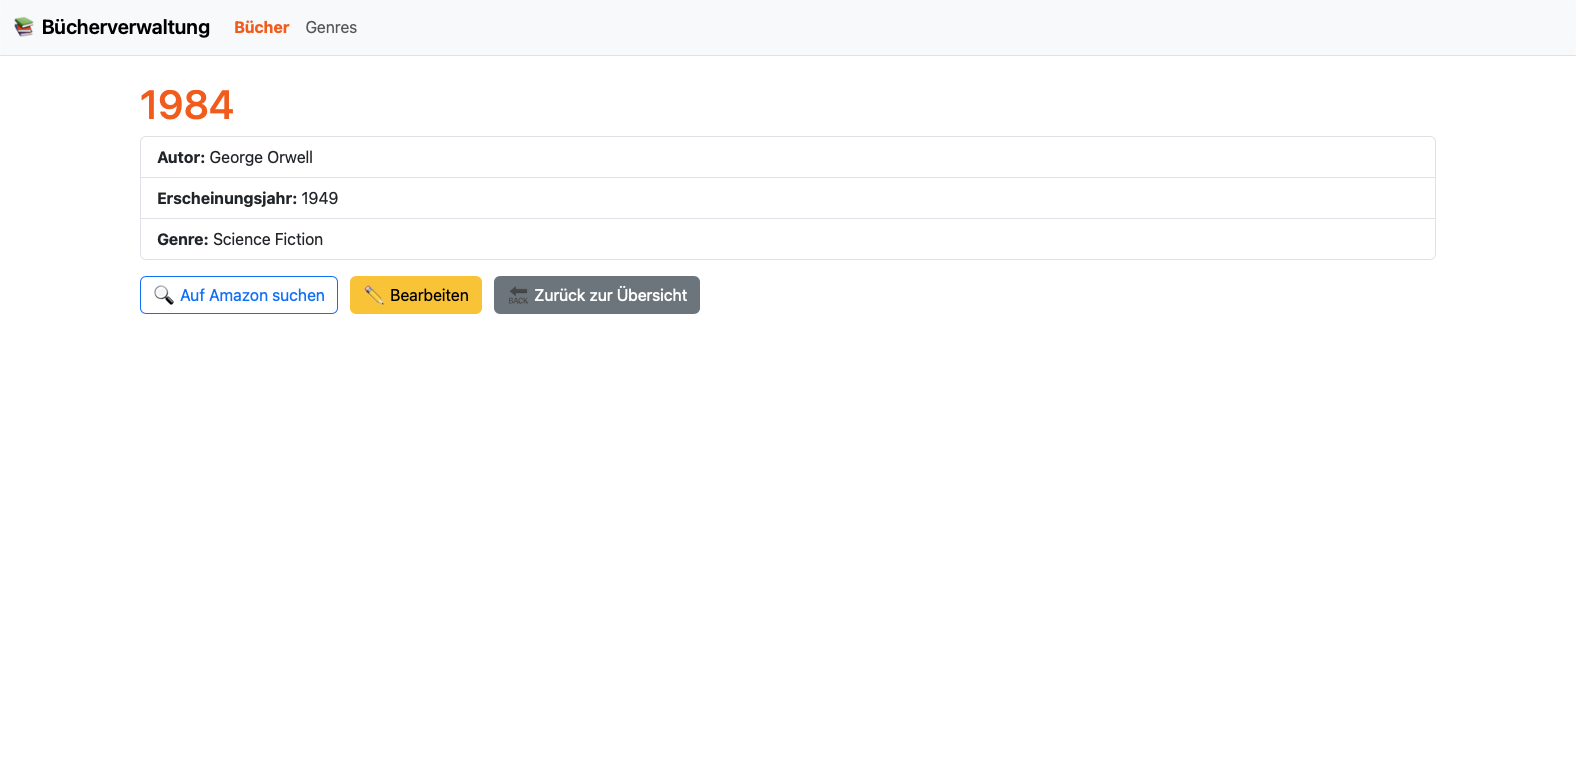 Bücherverwaltung Bücher Genres
1984
Autor: George Orwell
Erscheinungsjahr: 1949
Genre: Science Fiction
Auf Amazon suchen Bearbeiten BACK Zurück zur Übersicht